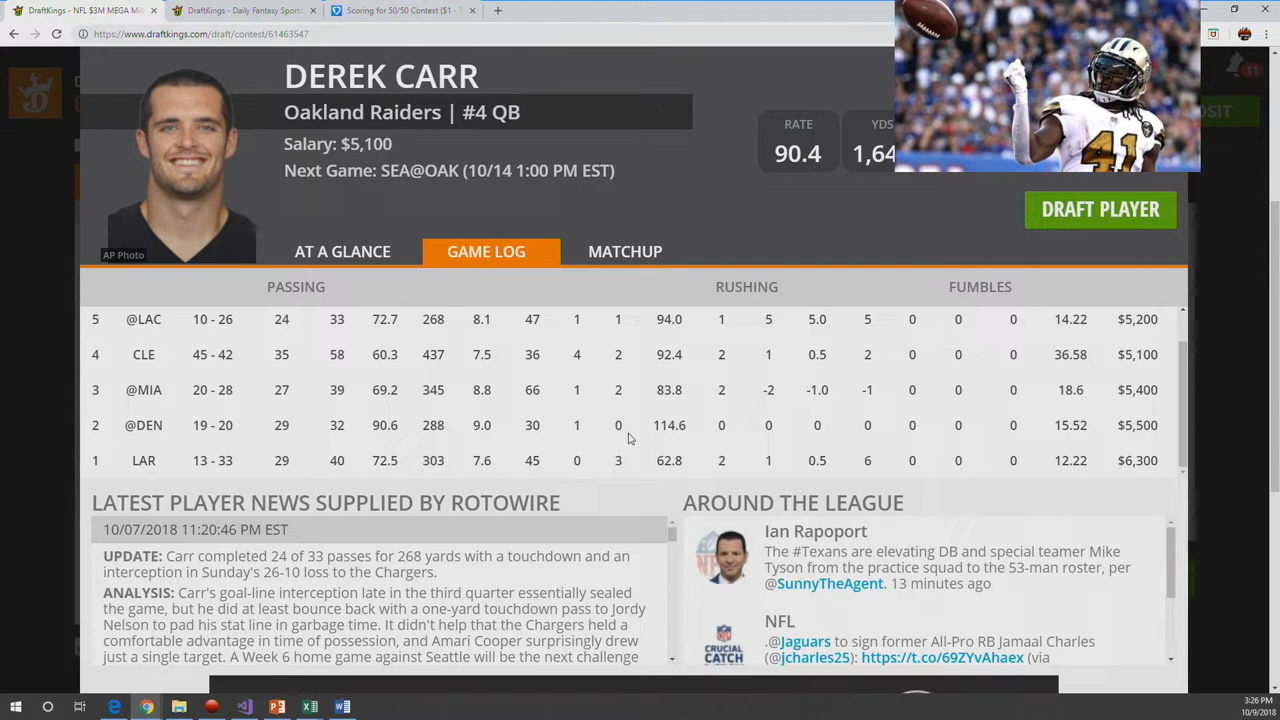 DraftKings - NFL $3M MEGA Mil
DraftKings - Daily Fantasy Sports
Scoring for 50/50 Contest ($1 - T
https://www.draftkings.com/draft/contest/61463547
DEREK CARR
Oakland Raiders | #4 QB
Salary: $5,100
Next Game: SEA@OAK (10/14 1:00 PM EST)
RATE
90.4
YDS
1,64
41
11
OSIT
DRAFT PLAYER
AP Photo
AT A GLANCE GAME LOG MATCHUP
PASSING RUSHING FUMBLES
5 @LAC 10 - 26 24 33 72.7 268 8.1 47 1 1 94.0 1 5 5.0 5 0 0 0 14.22 $5,200
4 CLE 45 - 42 35 58 60.3 437 7.5 36 4 2 92.4 2 1 0.5 2 0 0 0 36.58 $5,100
3 @MIA 20 - 28 27 39 69.2 345 8.8 66 1 2 83.8 2 -2 -1.0 -1 0 0 0 18.6 $5,400
2 @DEN 19 - 20 29 32 90.6 288 9.0 30 1 0 114.6 0 0 0 0 0 0 0 15.52 $5,500
1 LAR 13 - 33 29 40 72.5 303 7.6 45 0 3 62.8 2 1 0.5 6 0 0 0 12.22 $6,300
LATEST PLAYER NEWS SUPPLIED BY ROTOWIRE
10/07/2018 11:20:46 PM EST
UPDATE: Carr completed 24 of 33 passes for 268 yards with a touchdown and an
interception in Sunday's 26-10 loss to the Chargers.
ANALYSIS: Carr's goal-line interception late in the third quarter essentially sealed
the game, but he did at least bounce back with a one-yard touchdown pass to Jordy
Nelson to pad his stat line in garbage time. It didn't help that the Chargers held a
comfortable advantage in time of possession, and Amari Cooper surprisingly drew
just a single target. A Week 6 home game against Seattle will be the next challenge
AROUND THE LEAGUE
Ian Rapoport
The #Texans are elevating DB and special teamer Mike
Tyson from the practice squad to the 53-man roster, per
@SunnyTheAgent. 13 minutes ago
NFL
.@Jaguars to sign former All-Pro RB Jamaal Charles
(@jcharles25): https://t.co/69ZYvAhaex (via
CRUCIAL
CATCH
3:26 PM
10/9/2018